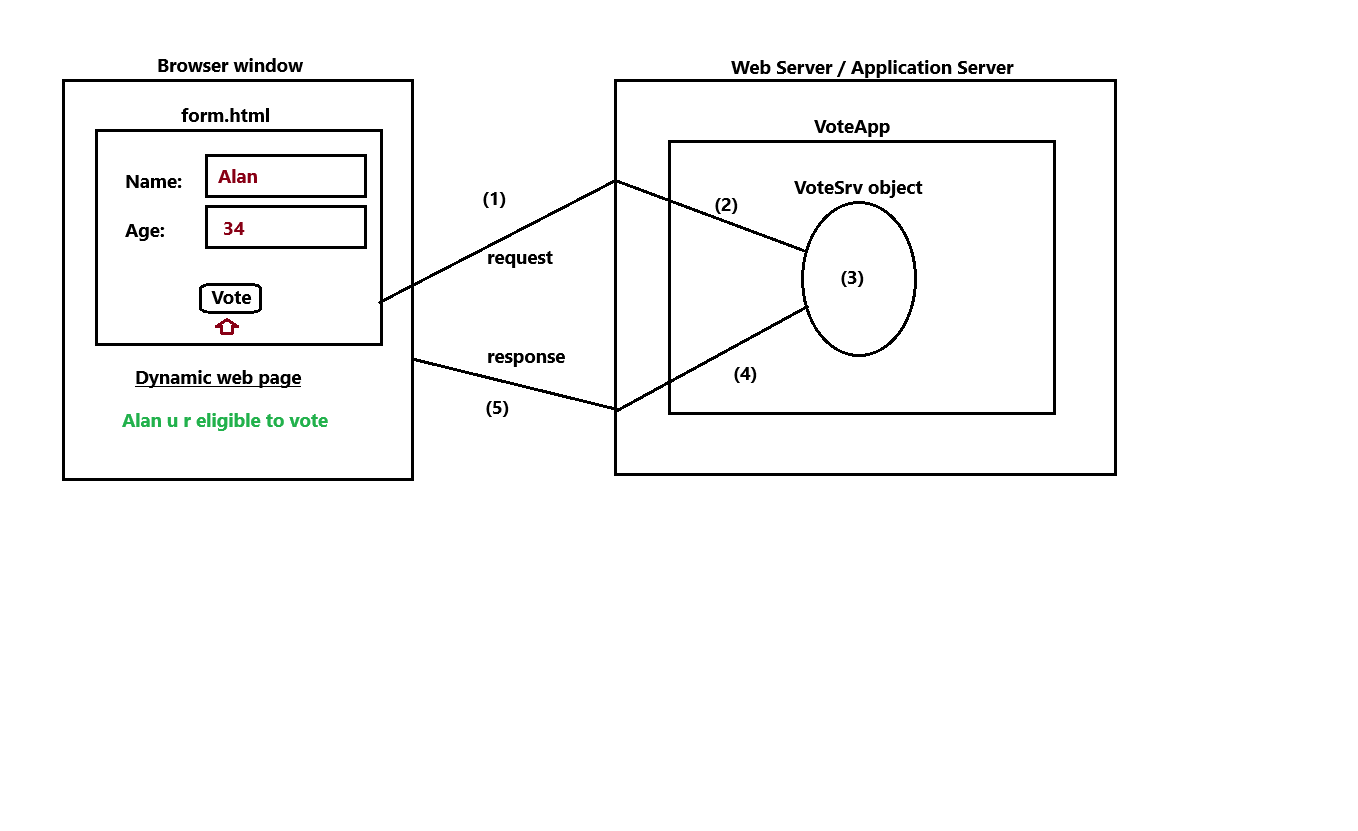 Browser window
form.html
Name: Alan
Age: 34
Vote
Dynamic web page
Alan u r eligible to vote
(1)
request
response
(5)
Web Server / Application Server
VoteApp
VoteSrv object
(2)
(3)
(4)